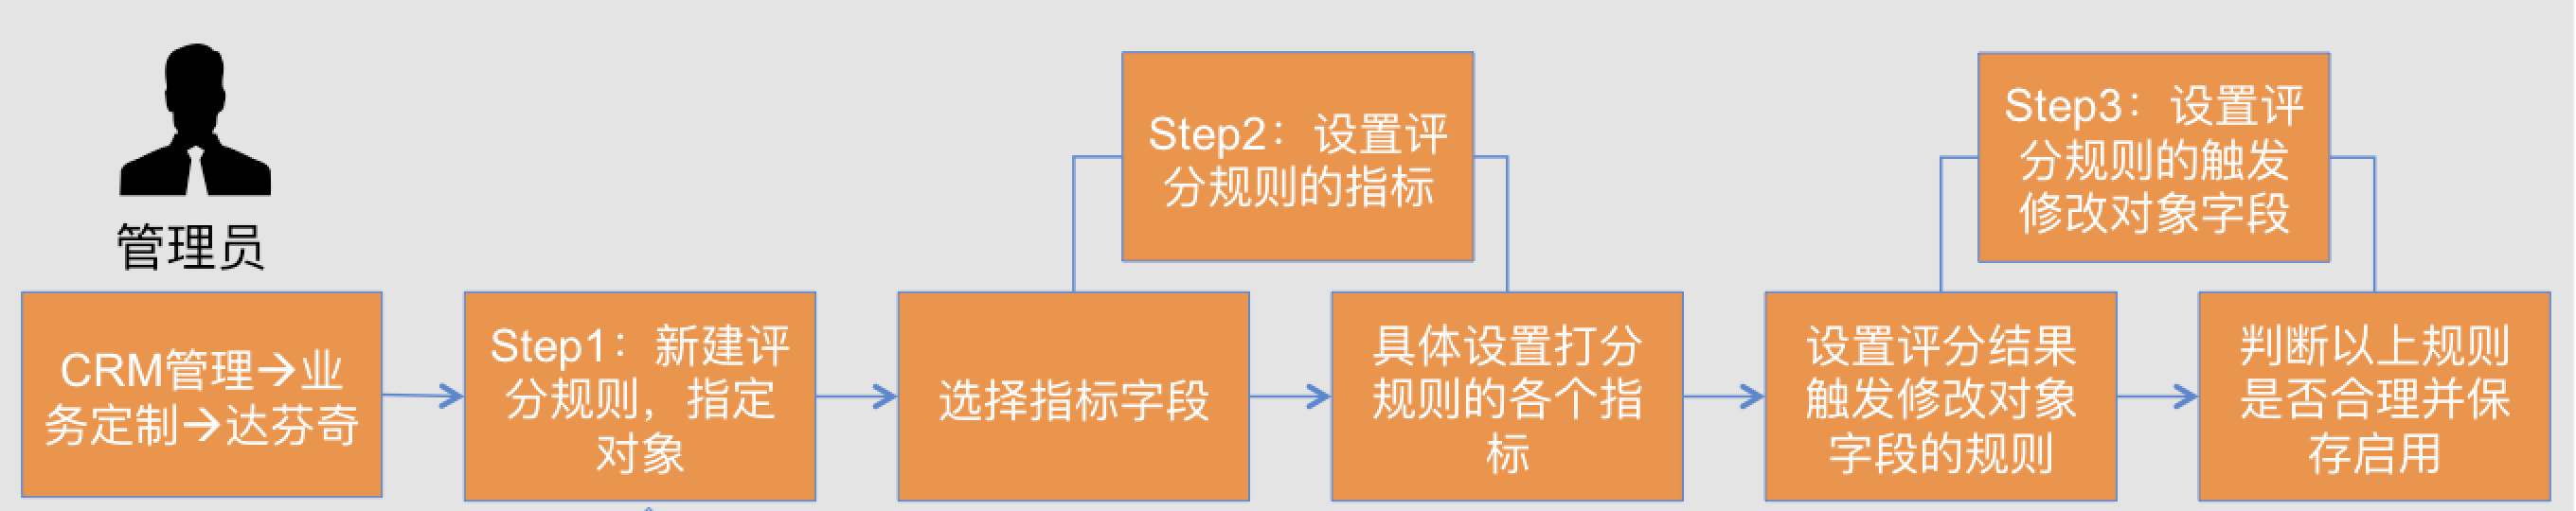 管理员
CRM管理→业
务定制→达芬奇
Step1：新建评
分规则，指定
对象
Step2：设置评
分规则的指标
选择指标字段
具体设置打分
规则的各个指
标
Step3：设置评
分规则的触发
修改对象字段
设置评分结果
触发修改对象
字段的规则
判断以上规则
是否合理并保
存启用